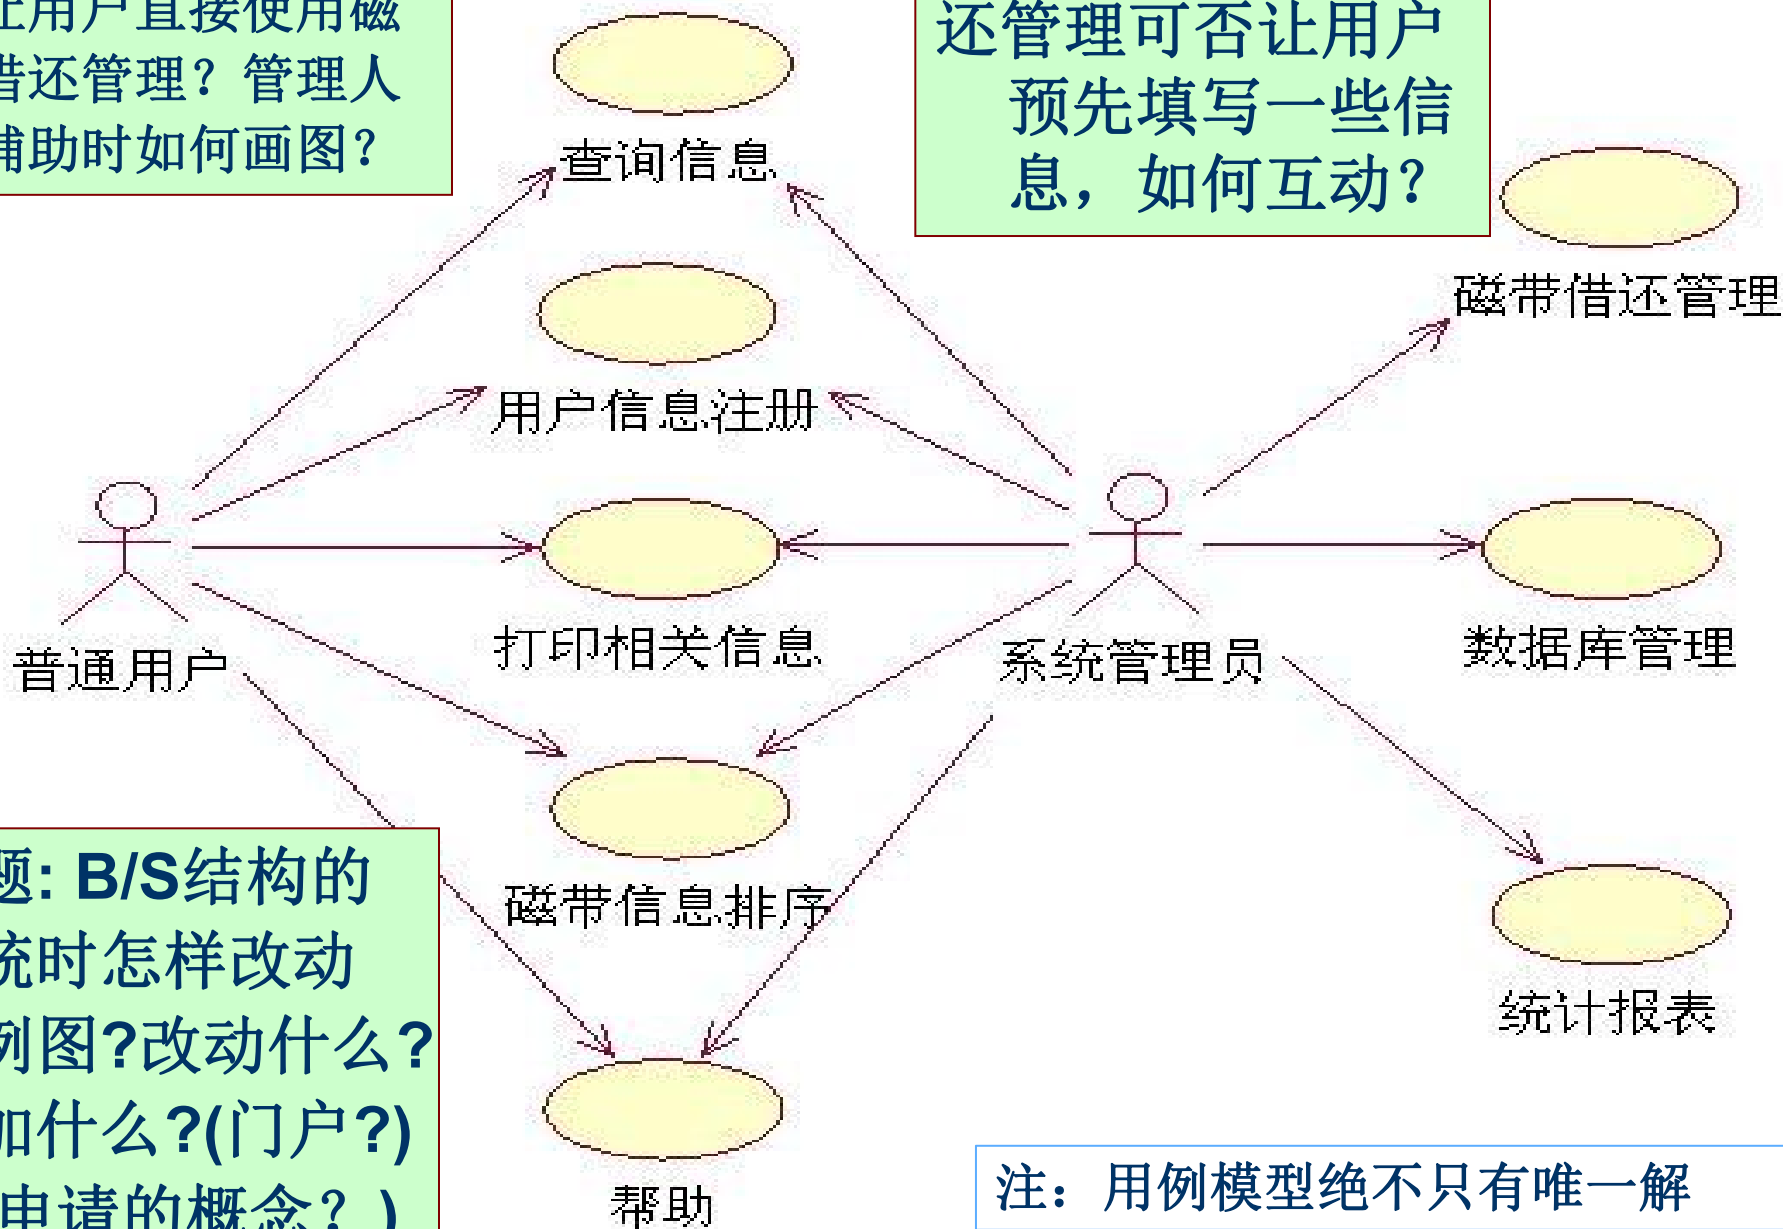 让用户直接使用磁
借还管理？管理人
辅助时如何画图？
还管理可否让用户
预先填写一些信
息，如何互动？
查询信息
磁带借还管理
用户信息注册
打印相关信息
普通用户
系统管理员
数据库管理
磁带信息排序
题: B/S结构的
统时怎样改动
例图?改动什么?
加什么?(门户?)
申请的概念？)
统计报表
帮助
注：用例模型绝不只有唯一解